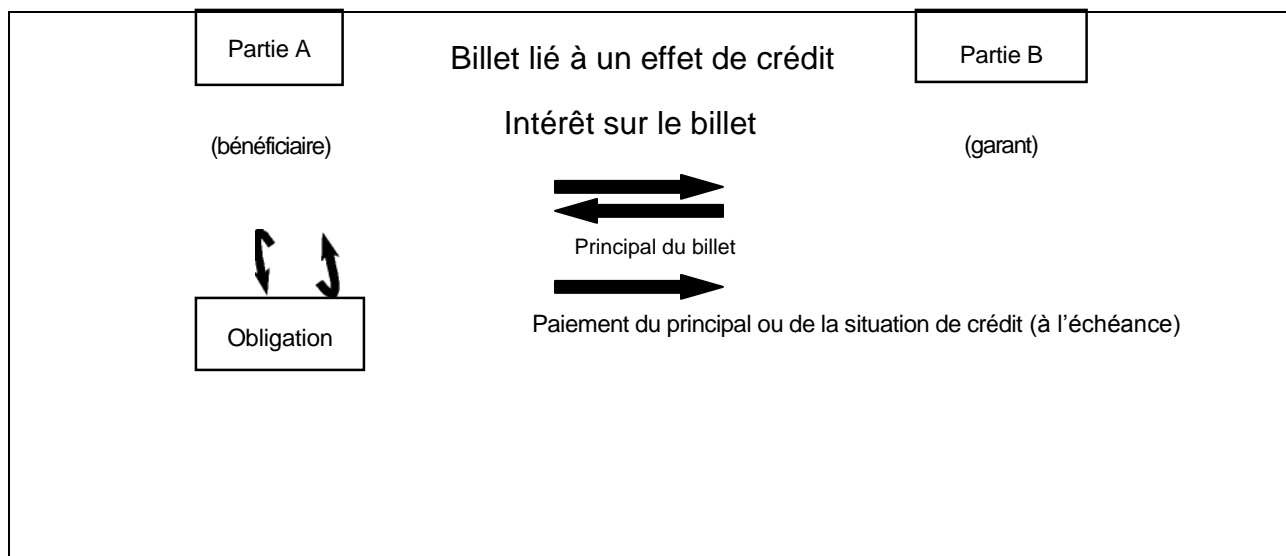 Partie A
Billet lié à un effet de crédit
Partie B
Intérêt sur le billet
(bénéficiaire)
(garant)
Principal du billet
Paiement du principal ou de la situation de crédit (à l'échéance)
Obligation